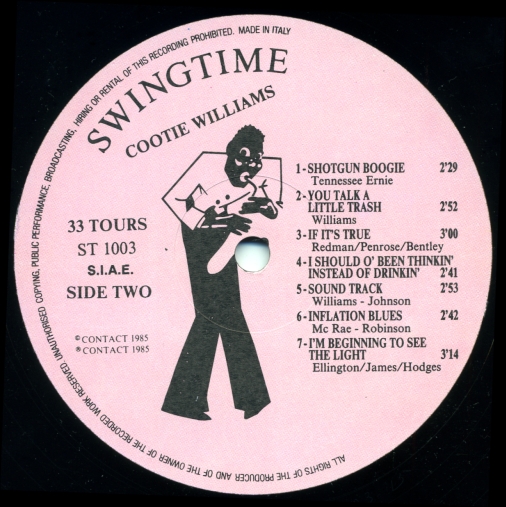 ALL RIGHTS OF THE PRODUCER AND OF THE OWNER OF THE RECORDED WORK RESERVED. UNAUTHORISED COPYING, PUBLIC PERFORMANCE, BROADCASTING, HIRING OR RENTAL OF THIS RECORDING PROHIBITED. MADE IN ITALY
SWINGTIME
COOTIE WILLIAMS
33 TOURS
ST 1003
S.I.A.E.
SIDE TWO
© CONTACT 1985
℗ CONTACT 1985
1-SHOTGUN BOOGIE 2'29
Tennessee Ernie
2-YOU TALK A
LITTLE TRASH 2'52
Williams
3-IF IT'S TRUE 3'00
Redman/Penrose/Bentley
4-I SHOULD O' BEEN THINKIN'
INSTEAD OF DRINKIN' 2'41
5-SOUND TRACK 2'53
Williams - Johnson
6-INFLATION BLUES 2'42
Mc Rae - Robinson
7-I'M BEGINNING TO SEE
THE LIGHT 3'14
Ellington/James/Hodges